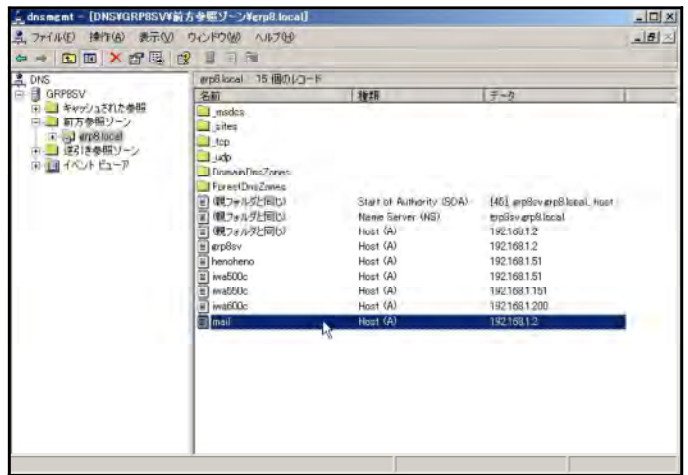 dnsmgmt - [DNS¥GRP8SV¥前方参照ゾーン¥grp8.local]
ファイル(F) 操作(A) 表示(V) ウィンドウ(W) ヘルプ(H)
DNS
GRP8SV
キャッシュされた参照
前方参照ゾーン
grp8.local
逆引き参照ゾーン
イベント ビューア
grp8.local 15 個のレコード
名前 種類 データ
_msdcs
_sites
_tcp
_udp
DomainDnsZones
ForestDnsZones
(親フォルダと同じ) Start of Authority (SOA) [45], grp8sv.grp8.local., host
(親フォルダと同じ) Name Server (NS) grp8sv.grp8.local.
(親フォルダと同じ) Host (A) 192.168.1.2
grp8sv Host (A) 192.168.1.2
henoheno Host (A) 192.168.1.51
iwa500c Host (A) 192.168.1.51
iwa550c Host (A) 192.168.1.151
iwa600c Host (A) 192.168.1.200
mail Host (A) 192.168.1.2